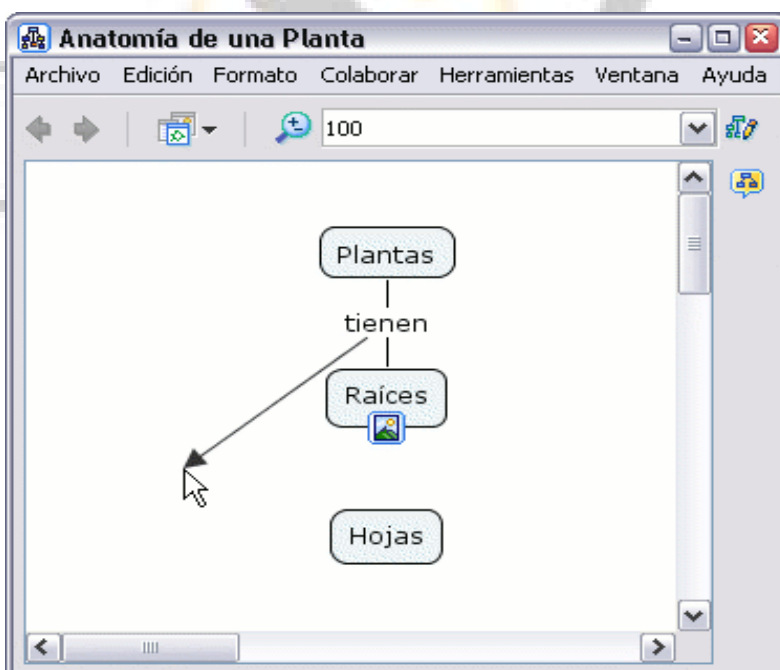 Anatomía de una Planta
Archivo Edición Formato Colaborar Herramientas Ventana Ayuda
100
Plantas
tienen
Raíces
Hojas